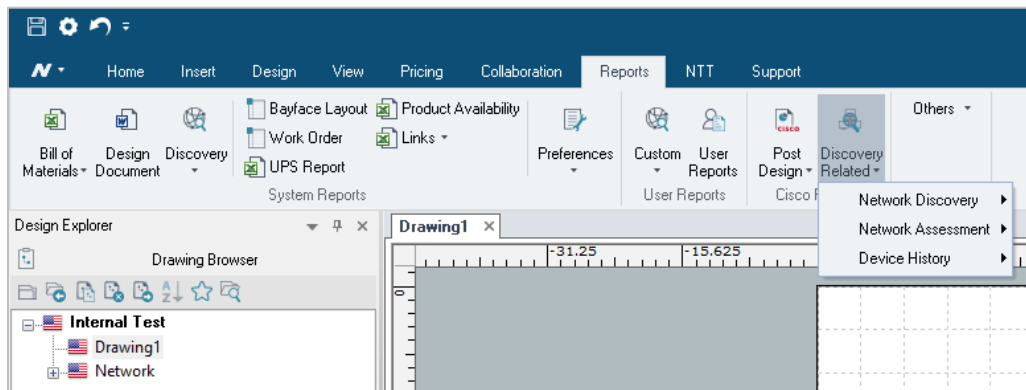 Home Insert Design View Pricing Collaboration Reports NTT Support
Bill of Materials
Design Document
Discovery
Bayface Layout
Work Order
UPS Report
Product Availability
Links
System Reports
Preferences
Custom
User Reports
User Reports
CISCO
Post Design
Discovery Related
Cisco
Others
Network Discovery
Network Assessment
Device History
Design Explorer
Drawing Browser
Internal Test
Drawing1
Network
Drawing1
-31.25 -15.625
0